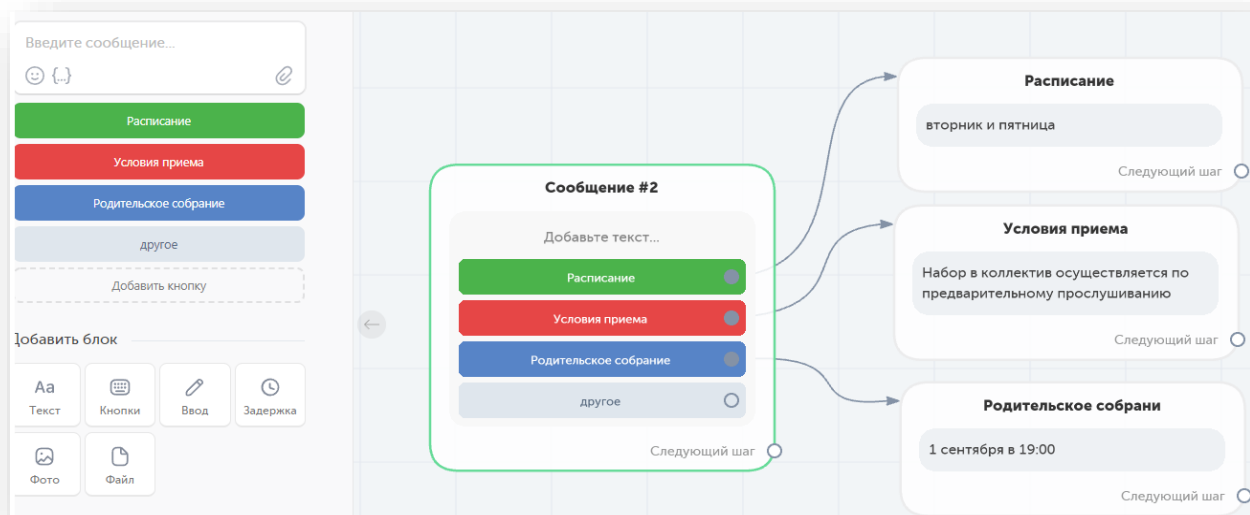 Введите сообщение...
{...}
Расписание
Условия приема
Родительское собрание
другое
Добавить кнопку
Добавить блок
Aa
Текст
Кнопки
Ввод
Задержка
Фото
Файл
Сообщение #2
Добавьте текст...
Расписание
Условия приема
Родительское собрание
другое
Следующий шаг
Расписание
вторник и пятница
Следующий шаг
Условия приема
Набор в коллектив осуществляется по
предварительному прослушиванию
Следующий шаг
Родительское собрани
1 сентября в 19:00
Следующий шаг